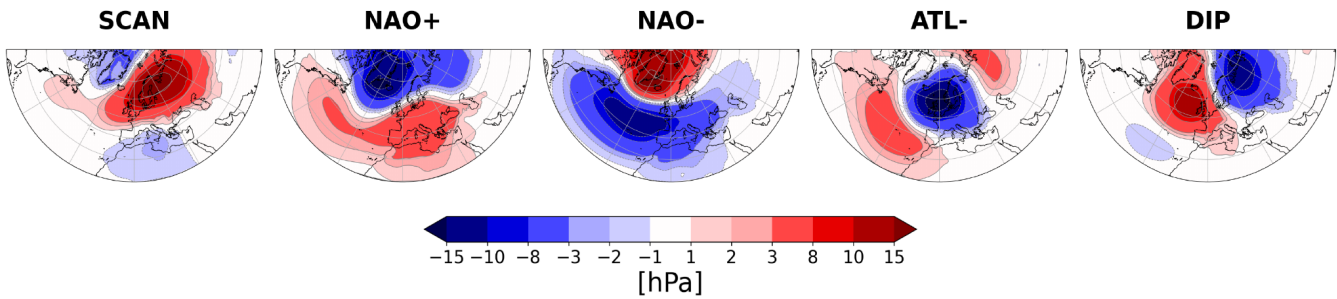 SCAN NAO+ NAO- ATL- DIP
−15 −10 −8 −3 −2 −1 1 2 3 8 10 15
[hPa]